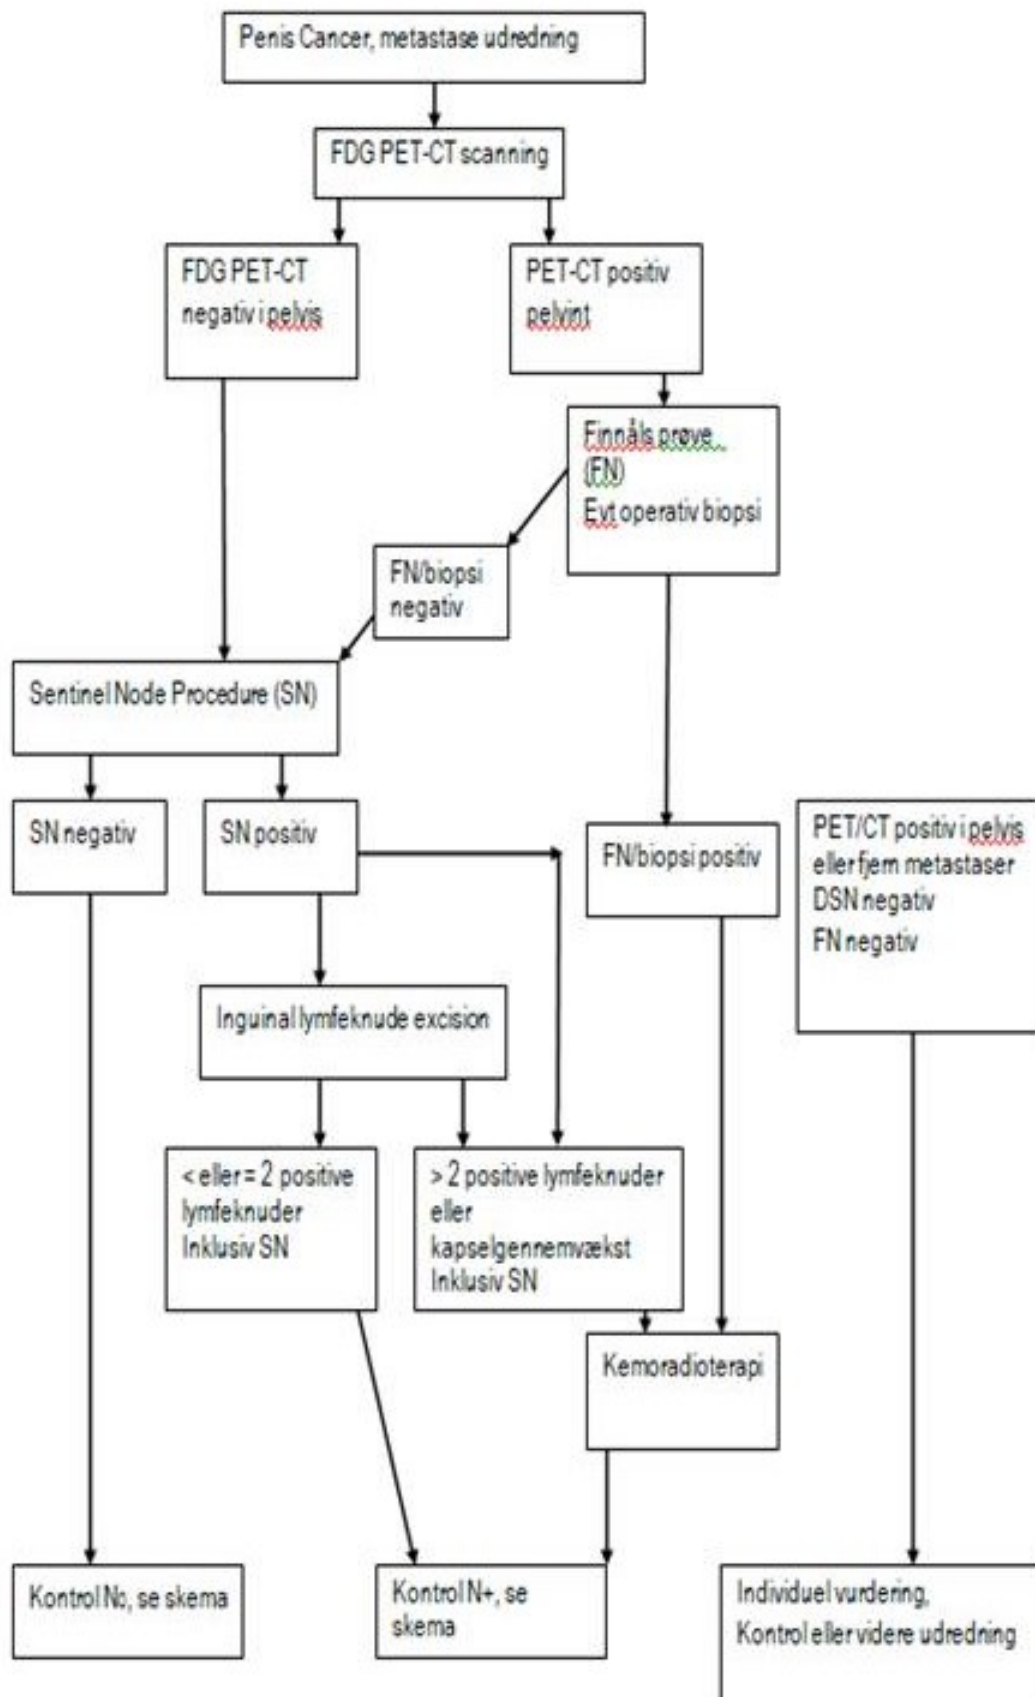 Penis Cancer, metastase udredning
FDG PET-CT scanning
FDG PET-CT
negativ i pelvis
PET-CT positiv
pelvint
Finnåls prøve
(FN)
Evt operativ biopsi
FN/biopsi
negativ
Sentinel Node Procedure (SN)
SN negativ
SN positiv
FN/biopsi positiv
PET/CT positiv i pelvis
eller fjern metastaser
DSN negativ
FN negativ
Inguinal lymfeknude excision
< eller = 2 positive
lymfeknuder
Inklusiv SN
> 2 positive lymfeknuder
eller
kapselgennemvækst
Inklusiv SN
Kemoradioterapi
Kontrol N0, se skema
Kontrol N+, se
skema
Individuel vurdering,
Kontrol eller videre udredning